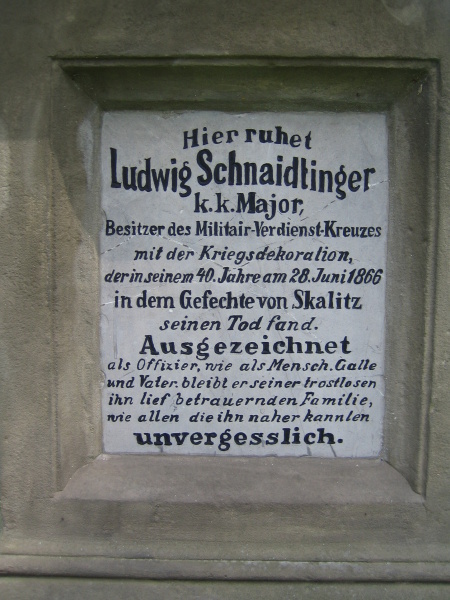 Hier ruhet
Ludwig Schnaidtinger
k.k. Major,
Besitzer des Militair-Verdienst-Kreuzes
mit der Kriegsdekoration,
der in seinem 40. Jahre am 28. Juni 1866
in dem Gefechte von Skalitz
seinen Tod fand.
Ausgezeichnet
als Offizier, wie als Mensch. Galle
und Vater. bleibt er seiner trostlosen
ihn lief betrauernden Familie,
wie allen die ihn naher kannlen
unvergesslich.